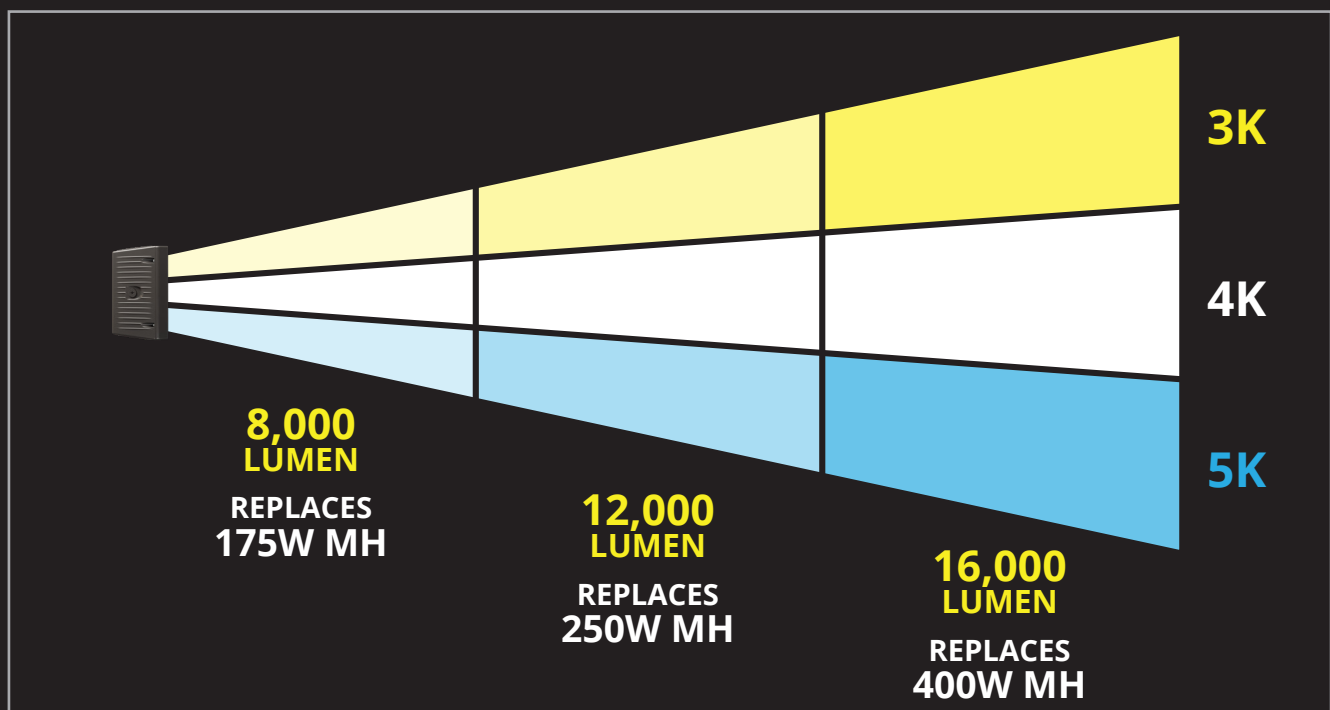 3K
4K
5K
8,000
LUMEN
REPLACES
175W MH
12,000
LUMEN
REPLACES
250W MH
16,000
LUMEN
REPLACES
400W MH